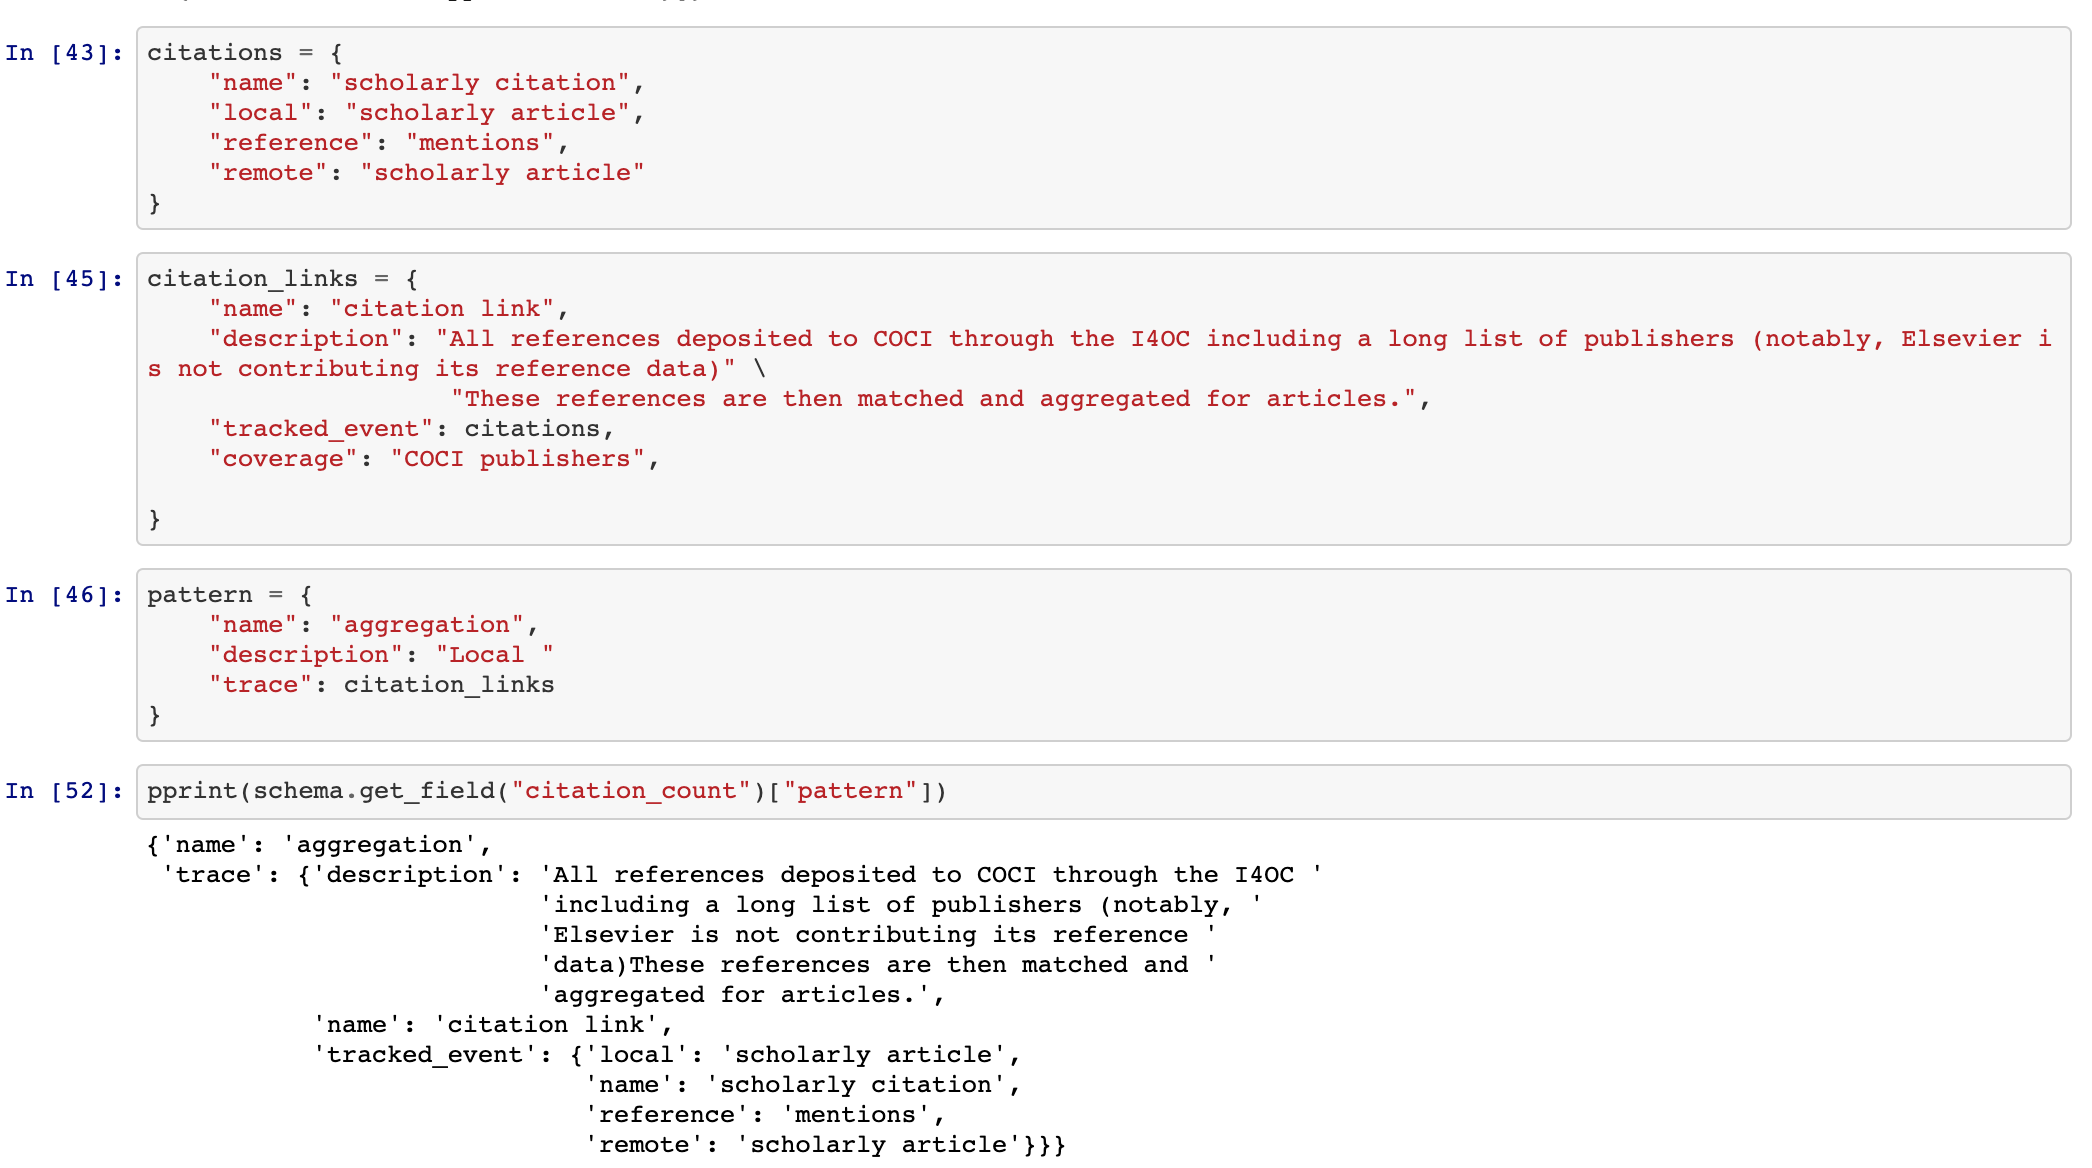 In [43]: citations = {
    "name": "scholarly citation",
    "local": "scholarly article",
    "reference": "mentions",
    "remote": "scholarly article"
}
In [45]: citation_links = {
    "name": "citation link",
    "description": "All references deposited to COCI through the I4OC including a long list of publishers (notably, Elsevier i
s not contributing its reference data)" \
                    "These references are then matched and aggregated for articles.",
    "tracked_event": citations,
    "coverage": "COCI publishers",
}
In [46]: pattern = {
    "name": "aggregation",
    "description": "Local "
    "trace": citation_links
}
In [52]: pprint(schema.get_field("citation_count")["pattern"])
{'name': 'aggregation',
 'trace': {'description': 'All references deposited to COCI through the I4OC '
                          'including a long list of publishers (notably, '
                          'Elsevier is not contributing its reference '
                          'data)These references are then matched and '
                          'aggregated for articles.',
           'name': 'citation link',
           'tracked_event': {'local': 'scholarly article',
                             'name': 'scholarly citation',
                             'reference': 'mentions',
                             'remote': 'scholarly article'}}}